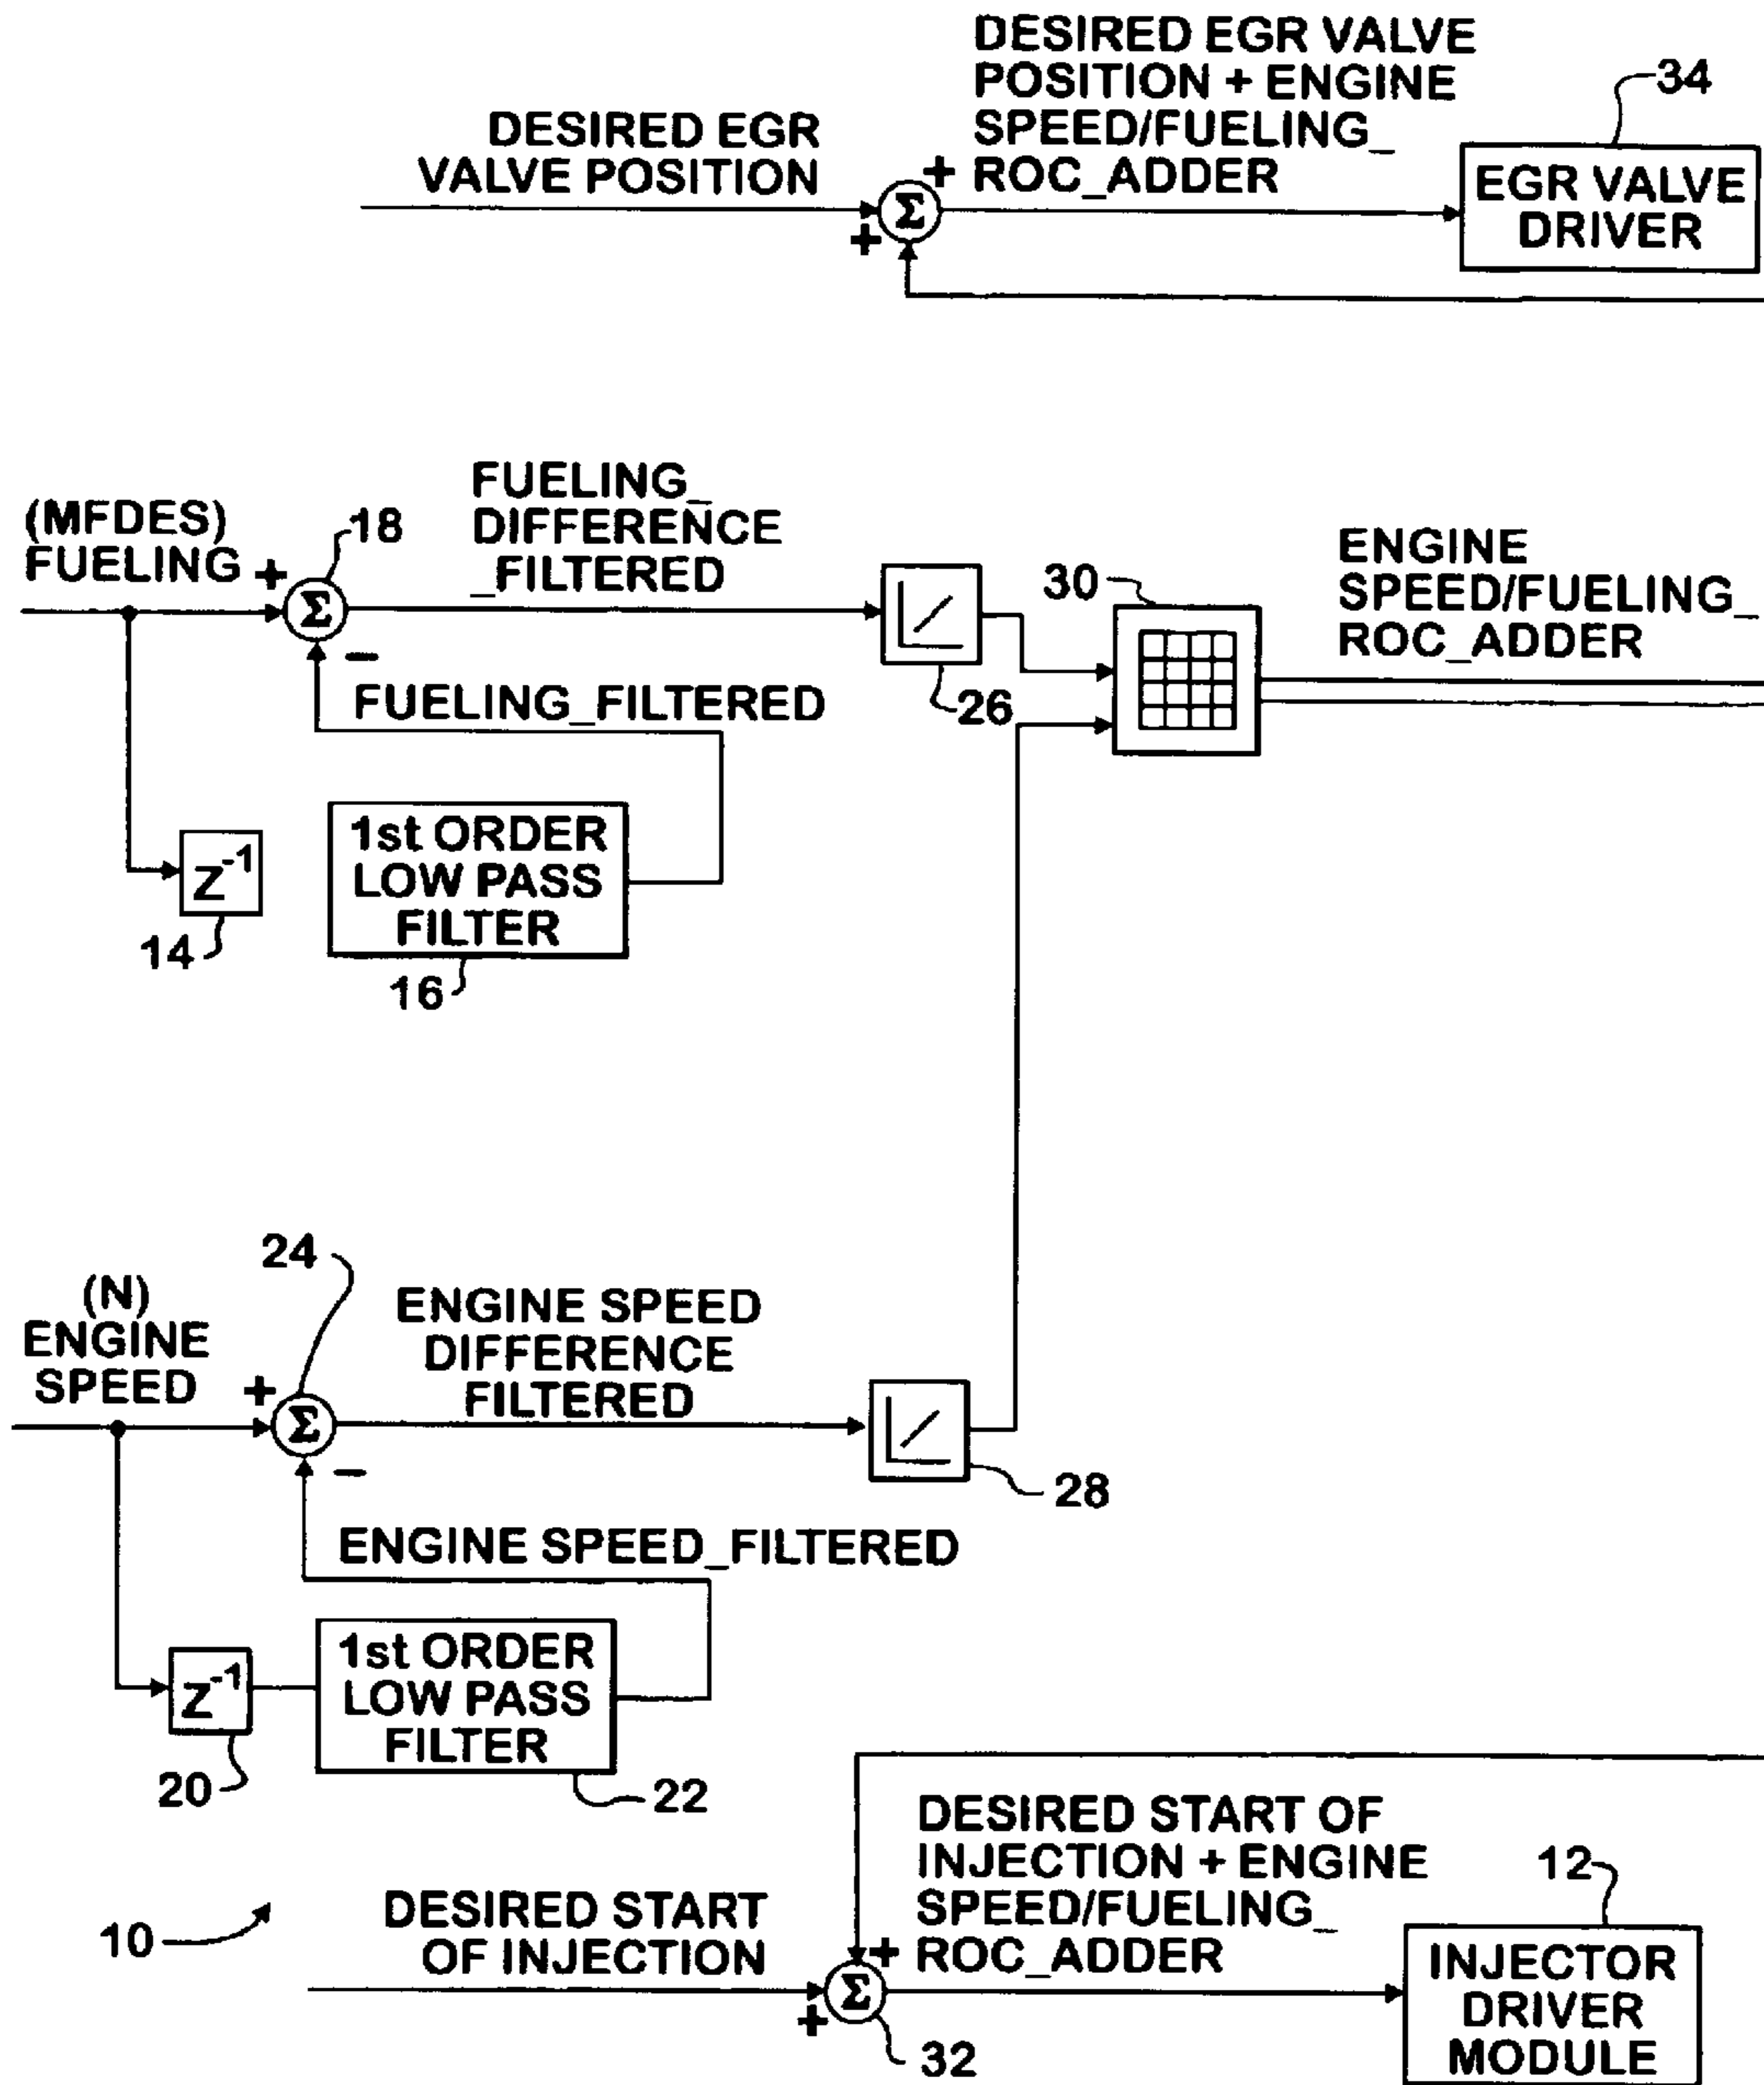 DESIRED EGR VALVE
POSITION + ENGINE
SPEED/FUELING_
ROC_ADDER
34
DESIRED EGR
VALVE POSITION
+
Σ
+
EGR VALVE
DRIVER
(MFDES)
FUELING
+
18
Σ
−
FUELING_
DIFFERENCE
_FILTERED
FUELING_FILTERED
26
30
ENGINE
SPEED/FUELING_
ROC_ADDER
Z-1
14
1st ORDER
LOW PASS
FILTER
16
24
(N)
ENGINE
SPEED
+
Σ
−
ENGINE SPEED
DIFFERENCE
FILTERED
28
ENGINE SPEED_FILTERED
Z-1
20
1st ORDER
LOW PASS
FILTER
22
10
DESIRED START
OF INJECTION
+
Σ
+
32
DESIRED START OF
INJECTION + ENGINE
SPEED/FUELING_
ROC_ADDER
12
INJECTOR
DRIVER
MODULE